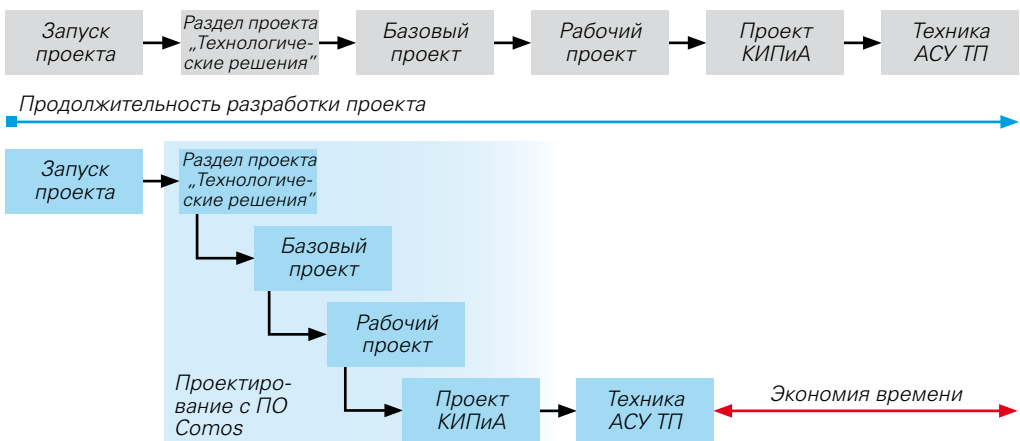 Запуск
проекта
Раздел проекта
„Технологиче-
ские решения”
Базовый
проект
Рабочий
проект
Проект
КИПиА
Техника
АСУ ТП
Продолжительность разработки проекта
Запуск
проекта
Раздел проекта
„Технологиче-
ские решения”
Базовый
проект
Рабочий
проект
Проектиро-
вание с ПО
Comos
Проект
КИПиА
Техника
АСУ ТП
Экономия времени